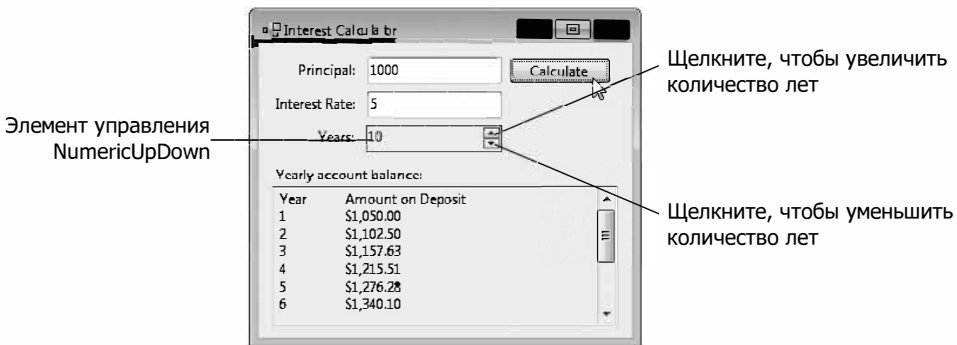 Interest Calculator
Principal: 1000
Calculate
Interest Rate: 5
Years: 10
Yearly account balance:
Year Amount on Deposit
1 $1,050.00
2 $1,102.50
3 $1,157.63
4 $1,215.51
5 $1,276.28
6 $1,340.10
Элемент управления
NumericUpDown
Щелкните, чтобы увеличить
количество лет
Щелкните, чтобы уменьшить
количество лет